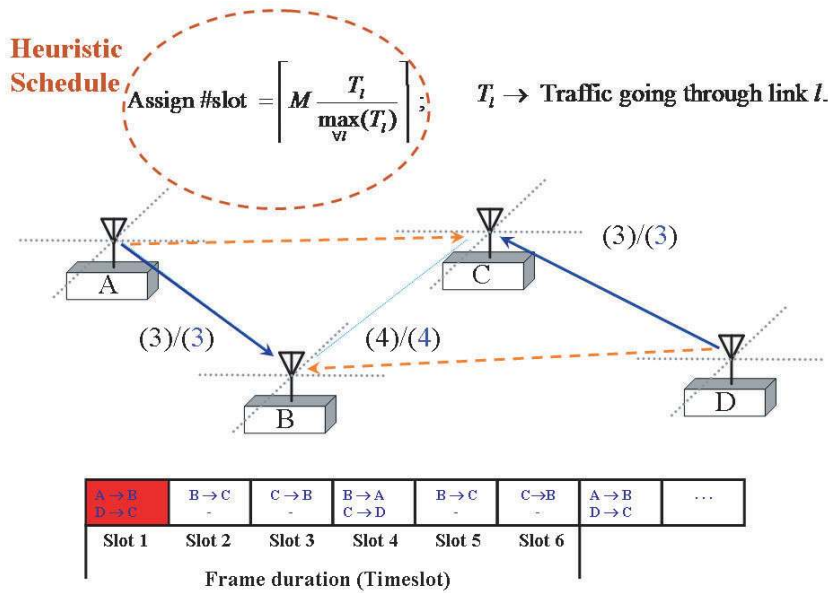 Heuristic
Schedule
Assign #slot = ⌈M T_l / max_{∀l}(T_l)⌉ ;
T_l → Traffic going through link l.
A
C
(3)/(3)
(3)/(3)
(4)/(4)
B
D
A → B B → C C → B B → A B → C C → B A → B . . .
D → C - - C → D - - D → C
Slot 1 Slot 2 Slot 3 Slot 4 Slot 5 Slot 6
Frame duration (Timeslot)